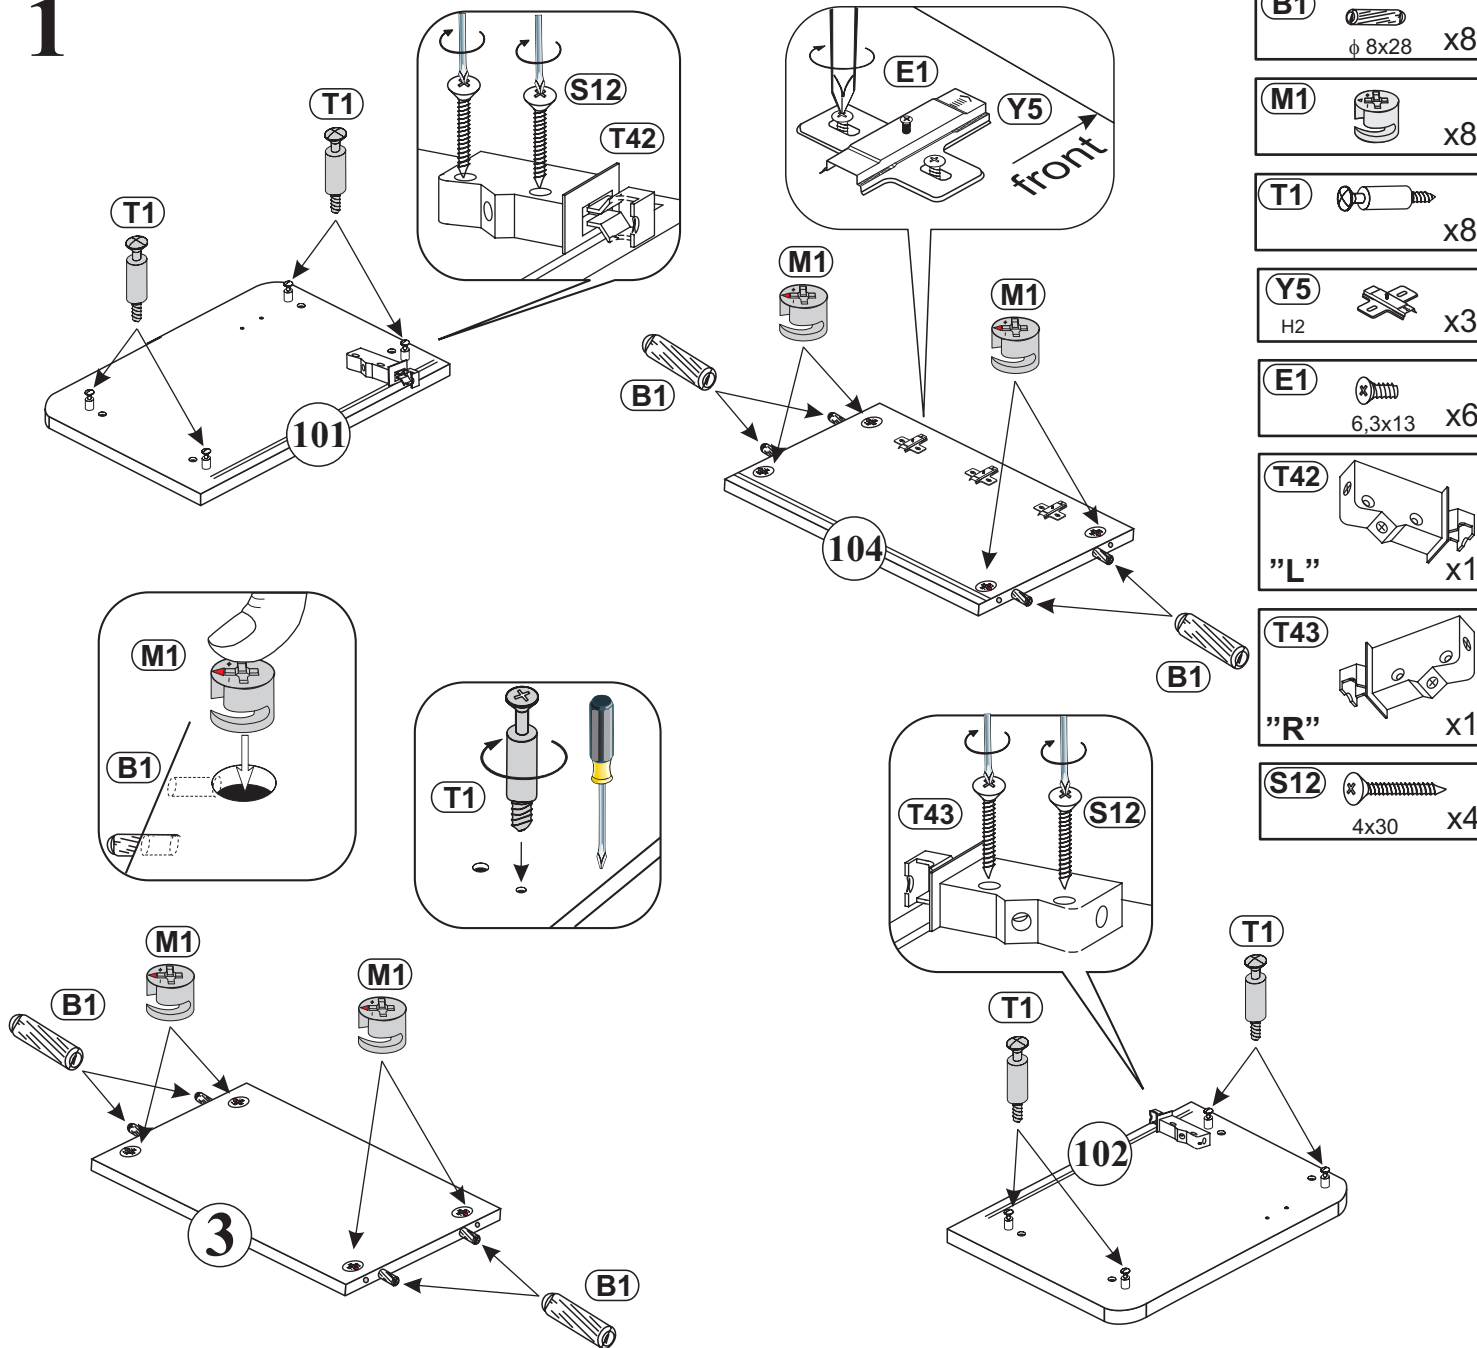 1
S12
T42
T1
T1
101
E1
Y5
front
M1
M1
B1
104
B1
B1
φ 8x28 x8
M1
x8
T1
x8
Y5
H2 x3
E1
6,3x13 x6
T42
"L" x1
T43
"R" x1
S12
4x30 x4
M1
B1
T1
T43
S12
M1
M1
B1
3
B1
T1
T1
102